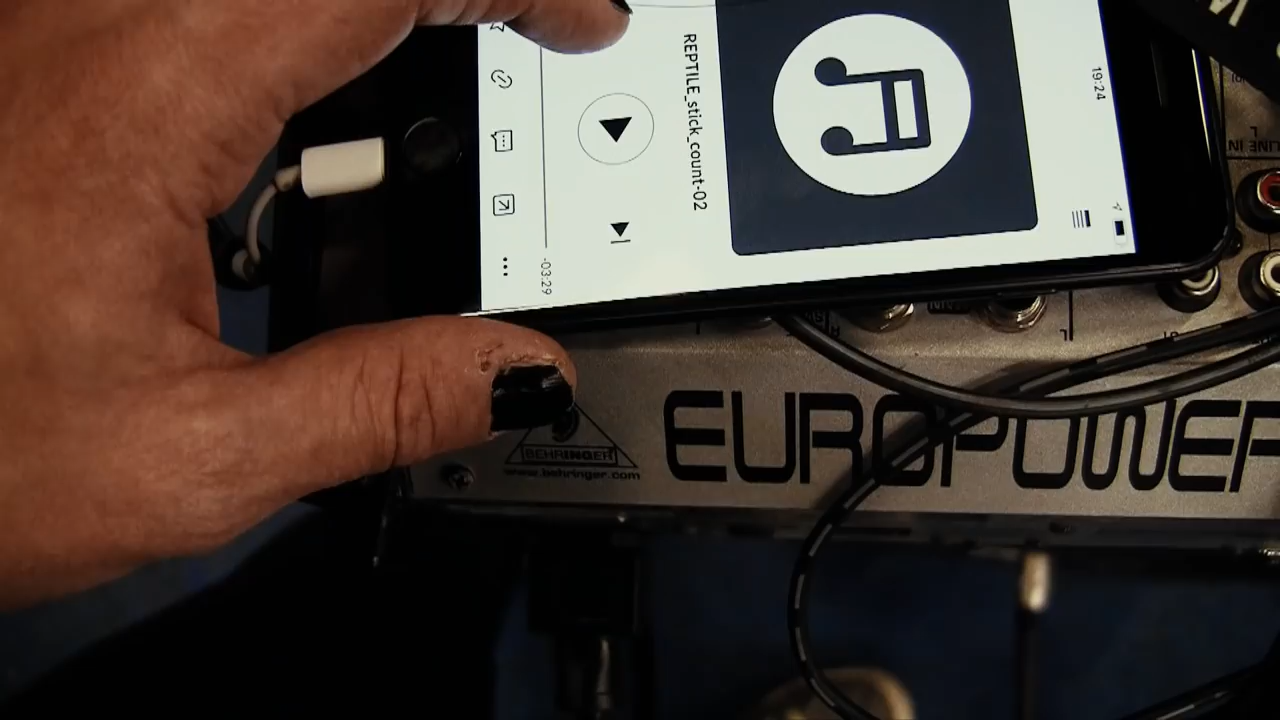 19:24
REPTILE_stick_count-02
-03:29
LINE IN
L
L
BEHRINGER
www.behringer.com
EUROPOWER